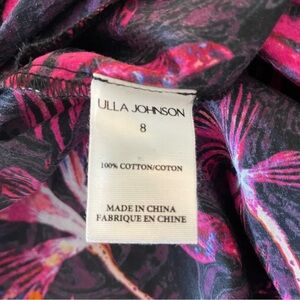 ULLA JOHNSON
8
100% COTTON/COTON
MADE IN CHINA
FABRIQUE EN CHINE